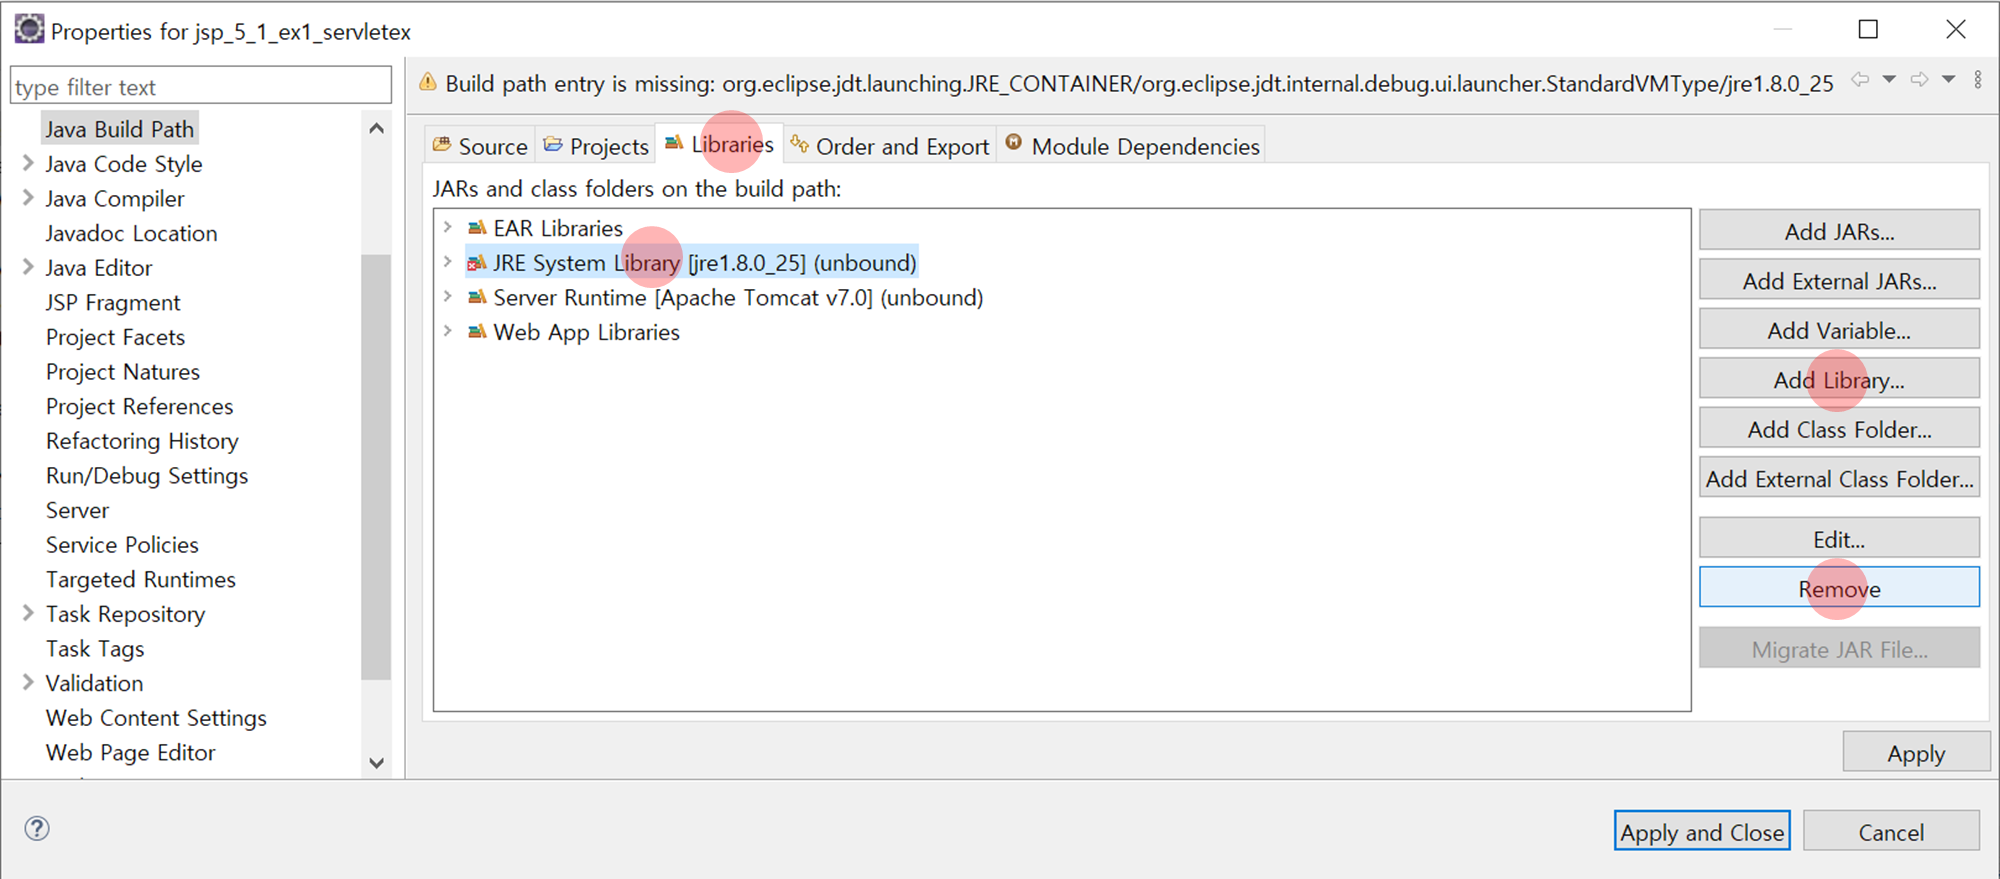 Properties for jsp_5_1_ex1_servletex
type filter text
Java Build Path
Java Code Style
Java Compiler
Javadoc Location
Java Editor
JSP Fragment
Project Facets
Project Natures
Project References
Refactoring History
Run/Debug Settings
Server
Service Policies
Targeted Runtimes
Task Repository
Task Tags
Validation
Web Content Settings
Web Page Editor
Build path entry is missing: org.eclipse.jdt.launching.JRE_CONTAINER/org.eclipse.jdt.internal.debug.ui.launcher.StandardVMType/jre1.8.0_25
Source Projects Libraries Order and Export Module Dependencies
JARs and class folders on the build path:
EAR Libraries
JRE System Library [jre1.8.0_25] (unbound)
Server Runtime [Apache Tomcat v7.0] (unbound)
Web App Libraries
Add JARs...
Add External JARs...
Add Variable...
Add Library...
Add Class Folder...
Add External Class Folder...
Edit...
Remove
Migrate JAR File...
Apply
Apply and Close Cancel